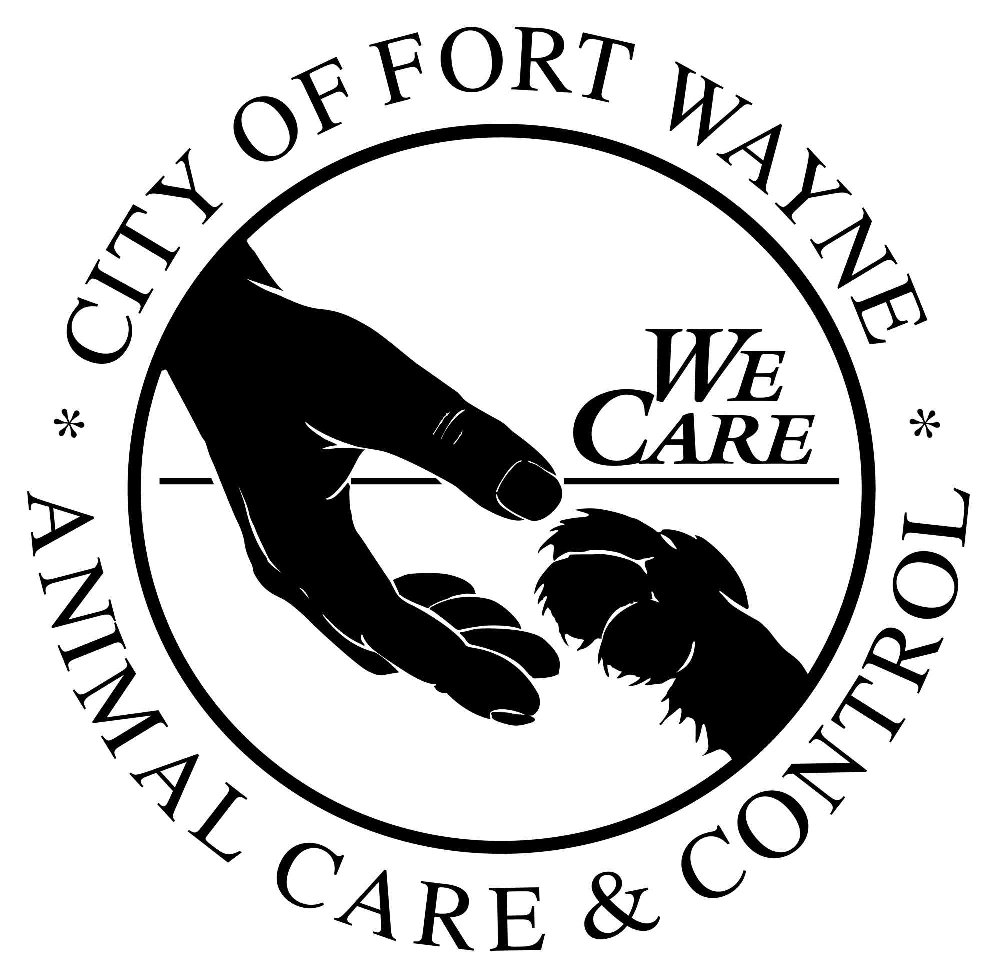 CITY OF FORT WAYNE
WE
CARE
* ANIMAL CARE & CONTROL *